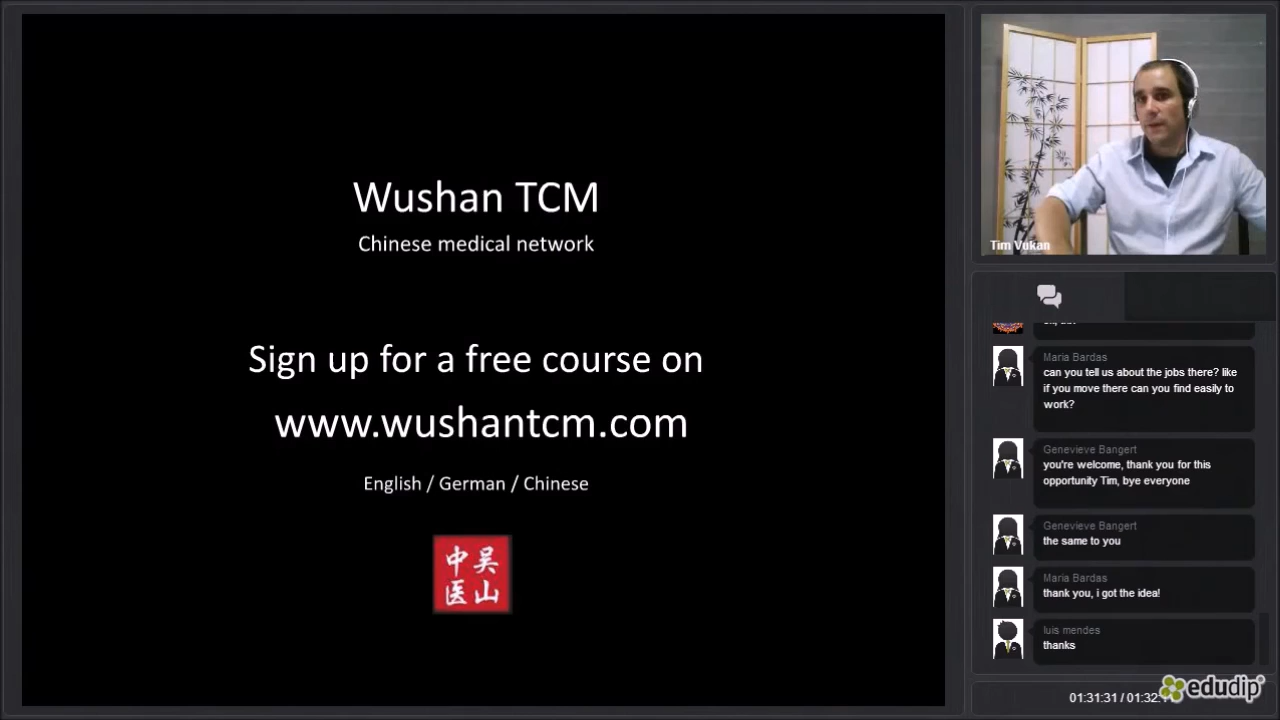 Wushan TCM
Chinese medical network
Sign up for a free course on
www.wushantcm.com
English / German / Chinese
中吴
医山
Tim Vukan
Maria Bardas
can you tell us about the jobs there? like
if you move there can you find easily to
work?
Genevieve Bangert
you're welcome, thank you for this
opportunity Tim, bye everyone
Genevieve Bangert
the same to you
Maria Bardas
thank you, i got the idea!
luis mendes
thanks
01:31:31 /
edudip